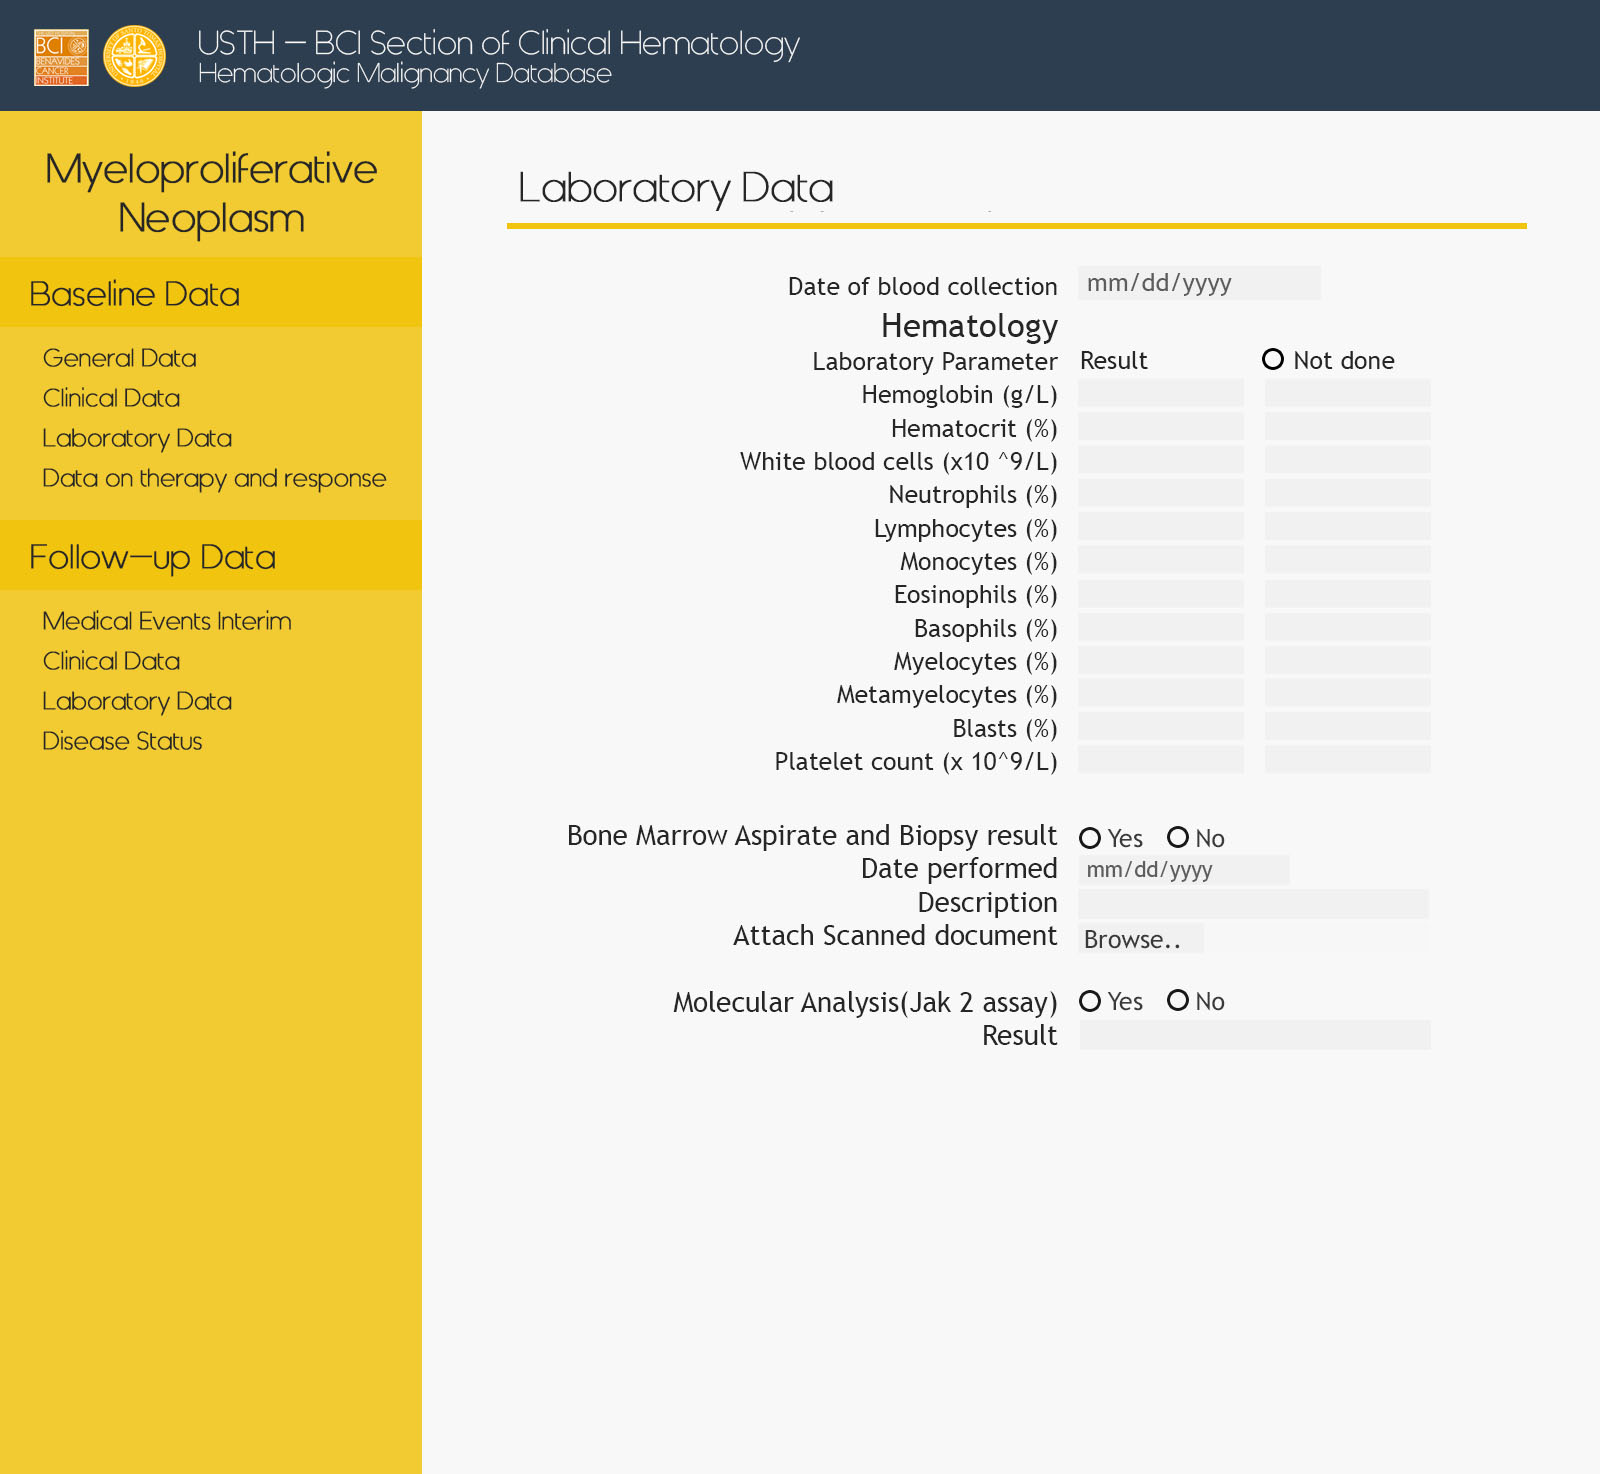 BCI
BENAVIDES
CANCER
INSTITUTE
USTH — BCI Section of Clinical Hematology
Hematologic Malignancy Database
Myeloproliferative
Neoplasm
Baseline Data
General Data
Clinical Data
Laboratory Data
Data on therapy and response
Follow-up Data
Medical Events Interim
Clinical Data
Laboratory Data
Disease Status
Laboratory Data
Date of blood collection mm/dd/yyyy
Hematology
Laboratory Parameter Result Not done
Hemoglobin (g/L)
Hematocrit (%)
White blood cells (x10 ^9/L)
Neutrophils (%)
Lymphocytes (%)
Monocytes (%)
Eosinophils (%)
Basophils (%)
Myelocytes (%)
Metamyelocytes (%)
Blasts (%)
Platelet count (x 10^9/L)
Bone Marrow Aspirate and Biopsy result Yes No
Date performed mm/dd/yyyy
Description
Attach Scanned document Browse..
Molecular Analysis(Jak 2 assay) Yes No
Result